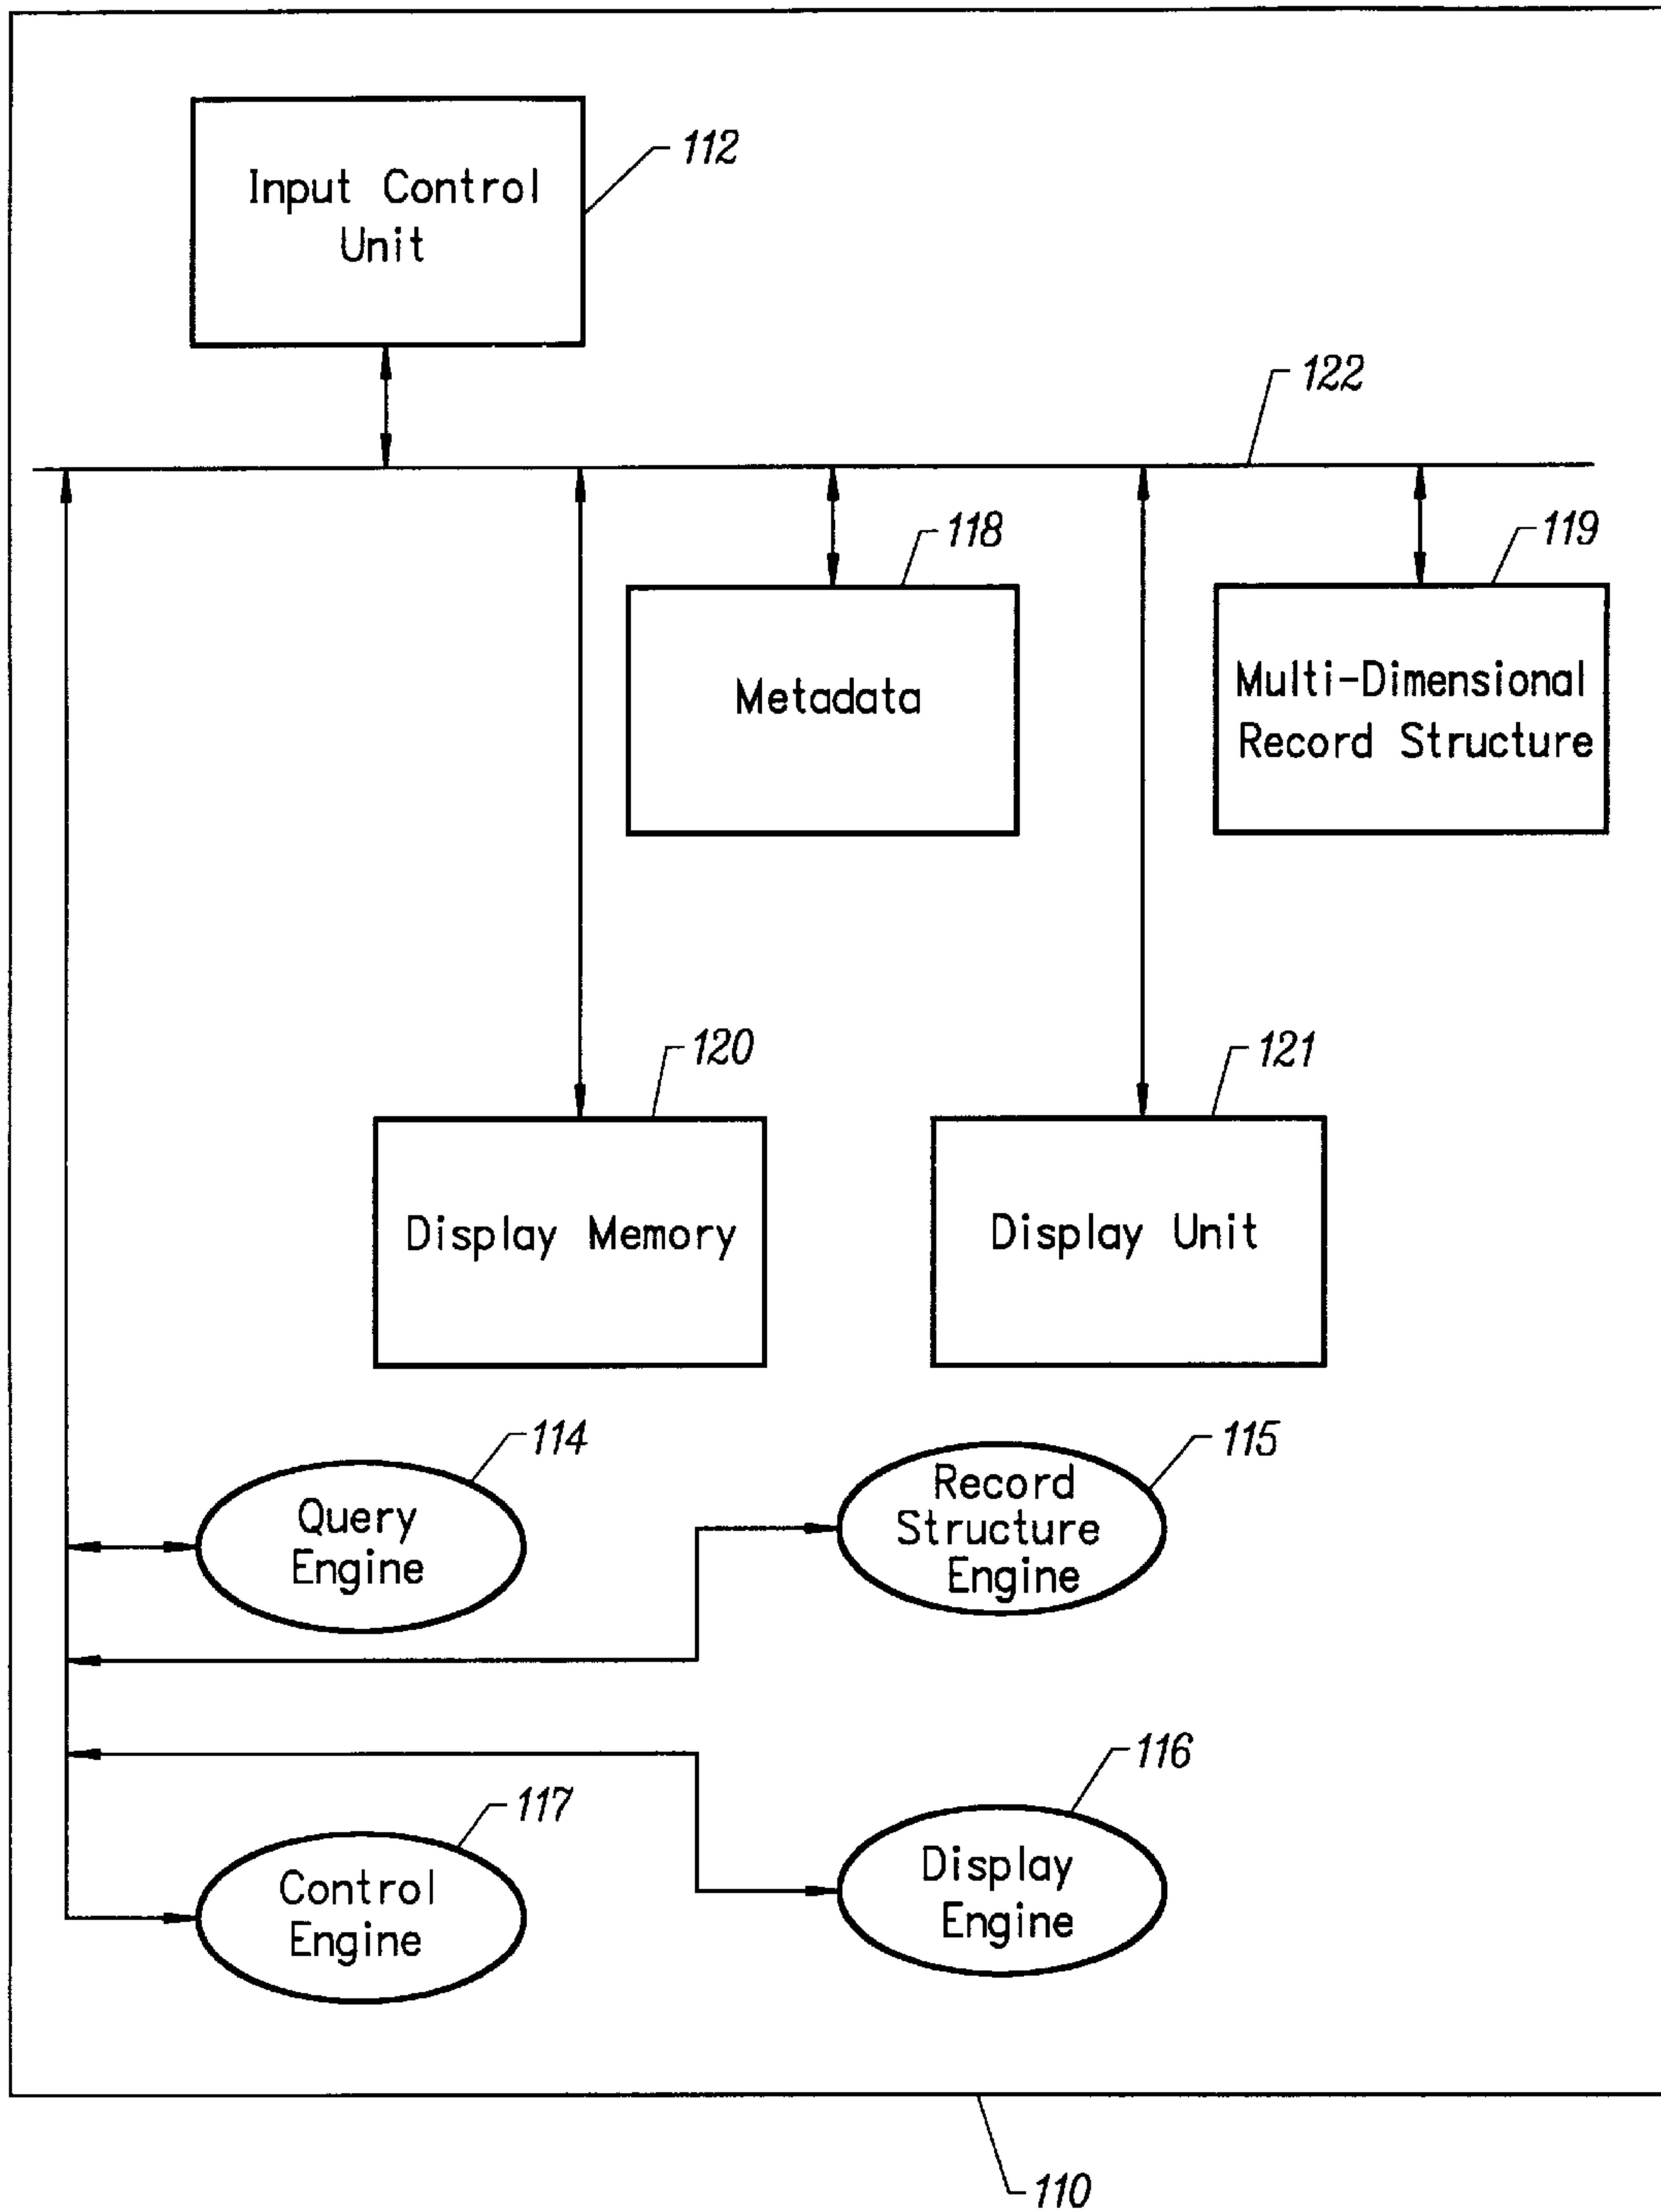 112
Input Control
Unit
122
118
119
Metadata
Multi-Dimensional
Record Structure
120
121
Display Memory
Display Unit
114
115
Query
Engine
Record
Structure
Engine
116
117
Display
Engine
Control
Engine
110